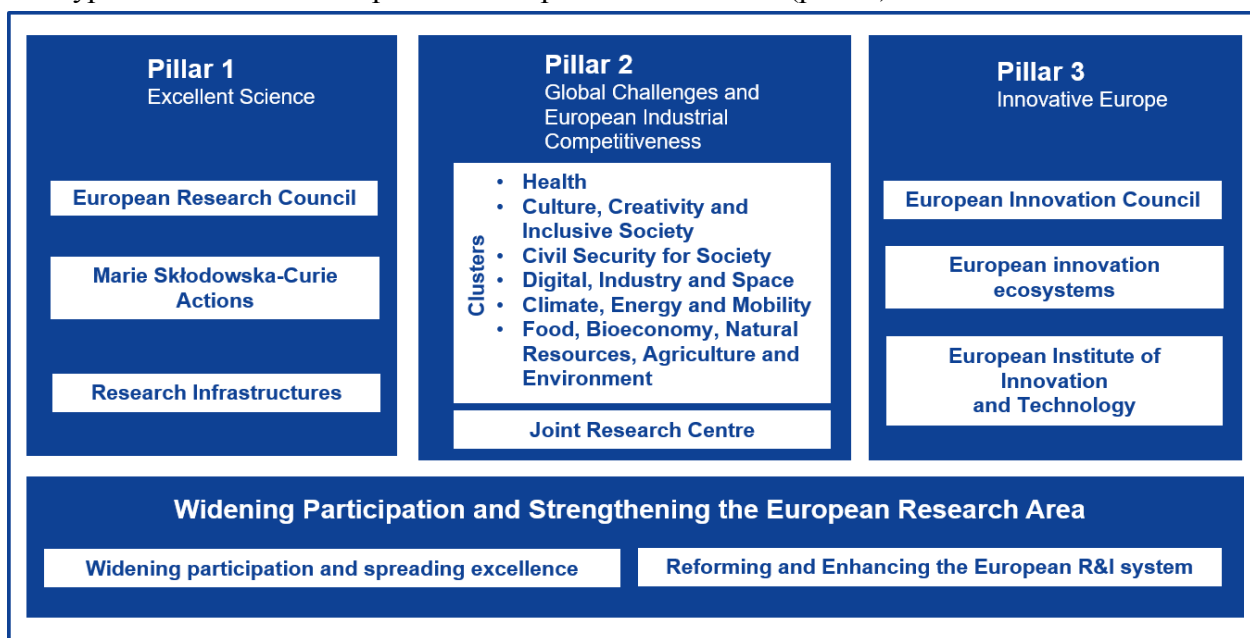 Pillar 1
Excellent Science
European Research Council
Marie Skłodowska-Curie
Actions
Research Infrastructures
Pillar 2
Global Challenges and
European Industrial
Competitiveness
Clusters
• Health
• Culture, Creativity and
Inclusive Society
• Civil Security for Society
• Digital, Industry and Space
• Climate, Energy and Mobility
• Food, Bioeconomy, Natural
Resources, Agriculture and
Environment
Joint Research Centre
Pillar 3
Innovative Europe
European Innovation Council
European innovation
ecosystems
European Institute of
Innovation
and Technology
Widening Participation and Strengthening the European Research Area
Widening participation and spreading excellence
Reforming and Enhancing the European R&I system